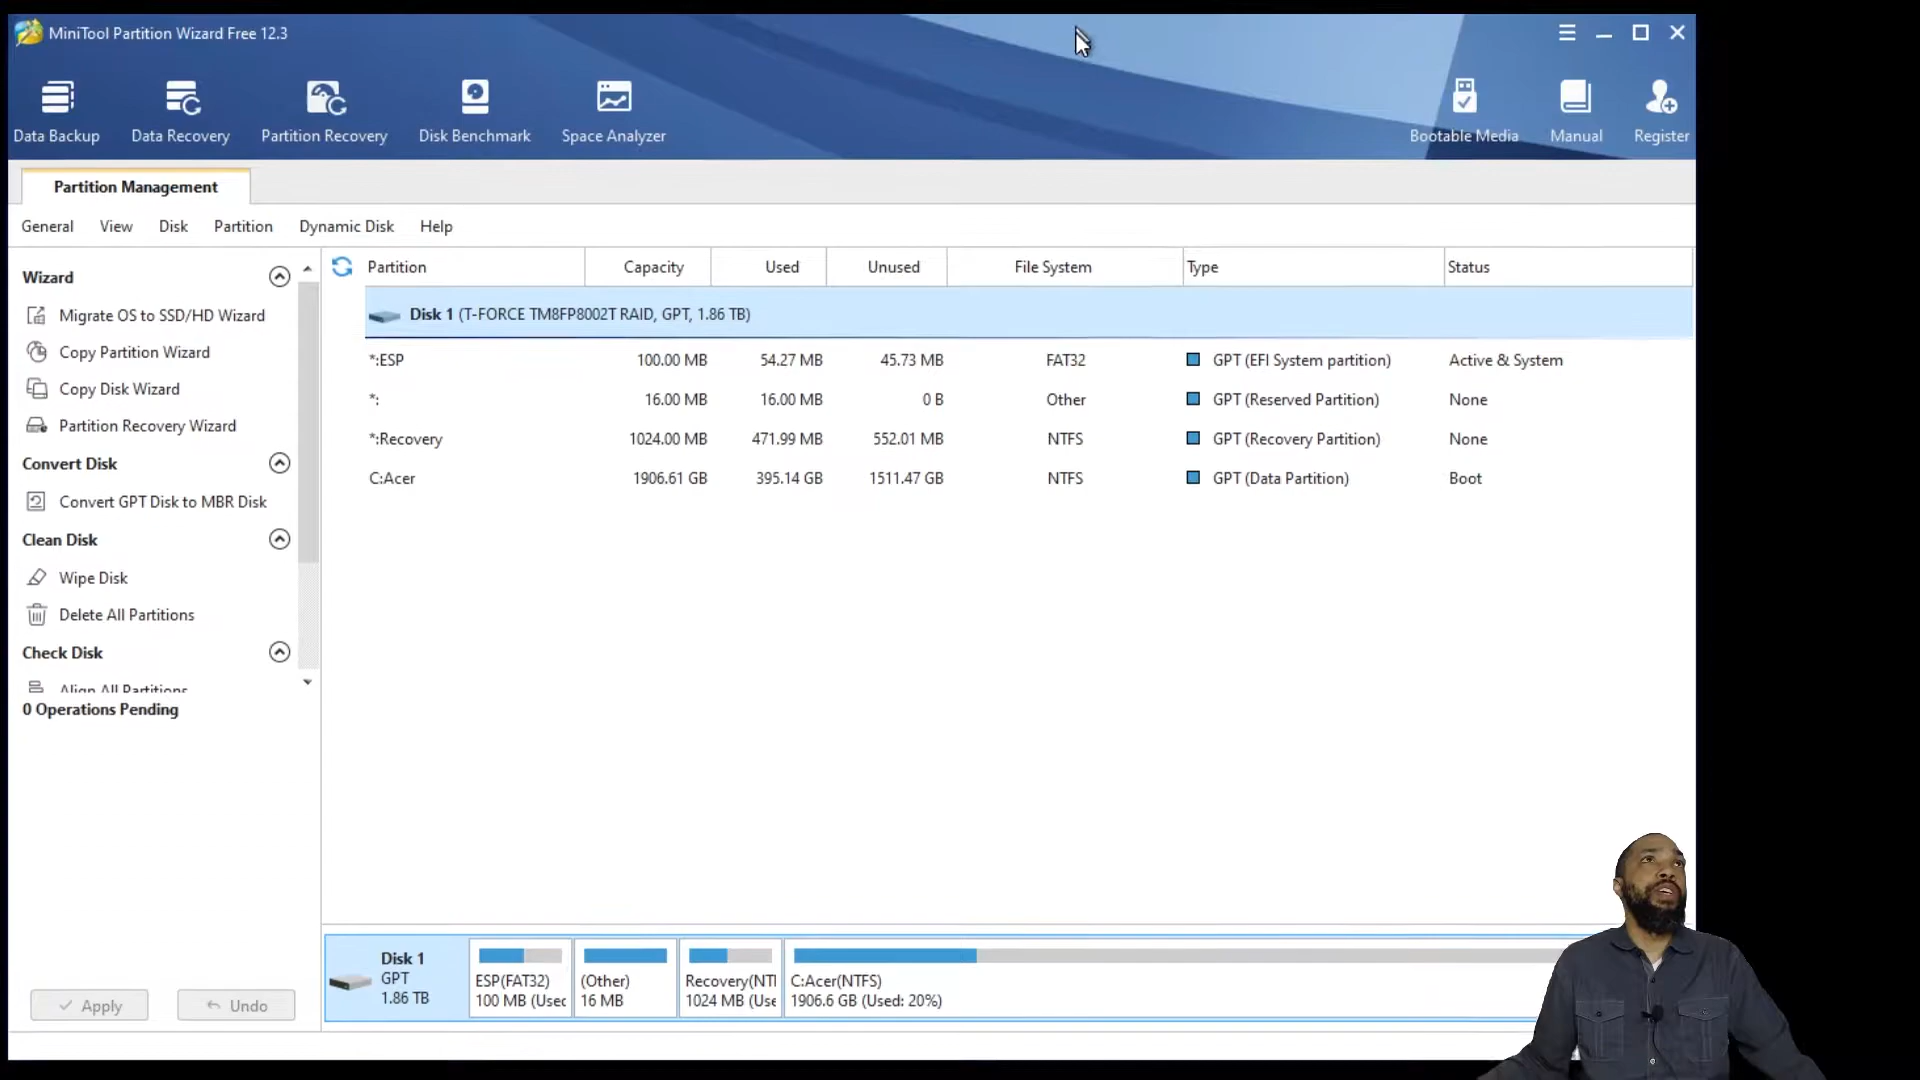 MiniTool Partition Wizard Free 12.3
Data Backup
Data Recovery
Partition Recovery
Disk Benchmark
Space Analyzer
Bootable Media
Manual
Register
Partition Management
General
View
Disk
Partition
Dynamic Disk
Help
Wizard
Migrate OS to SSD/HD Wizard
Copy Partition Wizard
Copy Disk Wizard
Partition Recovery Wizard
Convert Disk
Convert GPT Disk to MBR Disk
Clean Disk
Wipe Disk
Delete All Partitions
Check Disk
Align All Partitions
0 Operations Pending
Apply
Undo
Partition Capacity Used Unused File System Type Status
Disk 1 (T-FORCE TM8FP8002T RAID, GPT, 1.86 TB)
*:ESP 100.00 MB 54.27 MB 45.73 MB FAT32 GPT (EFI System partition) Active & System
*: 16.00 MB 16.00 MB 0 B Other GPT (Reserved Partition) None
*:Recovery 1024.00 MB 471.99 MB 552.01 MB NTFS GPT (Recovery Partition) None
C:Acer 1906.61 GB 395.14 GB 1511.47 GB NTFS GPT (Data Partition) Boot
Disk 1
GPT
1.86 TB
ESP(FAT32)
100 MB (Usec
(Other)
16 MB
Recovery(NTI
1024 MB (Use
C:Acer(NTFS)
1906.6 GB (Used: 20%)